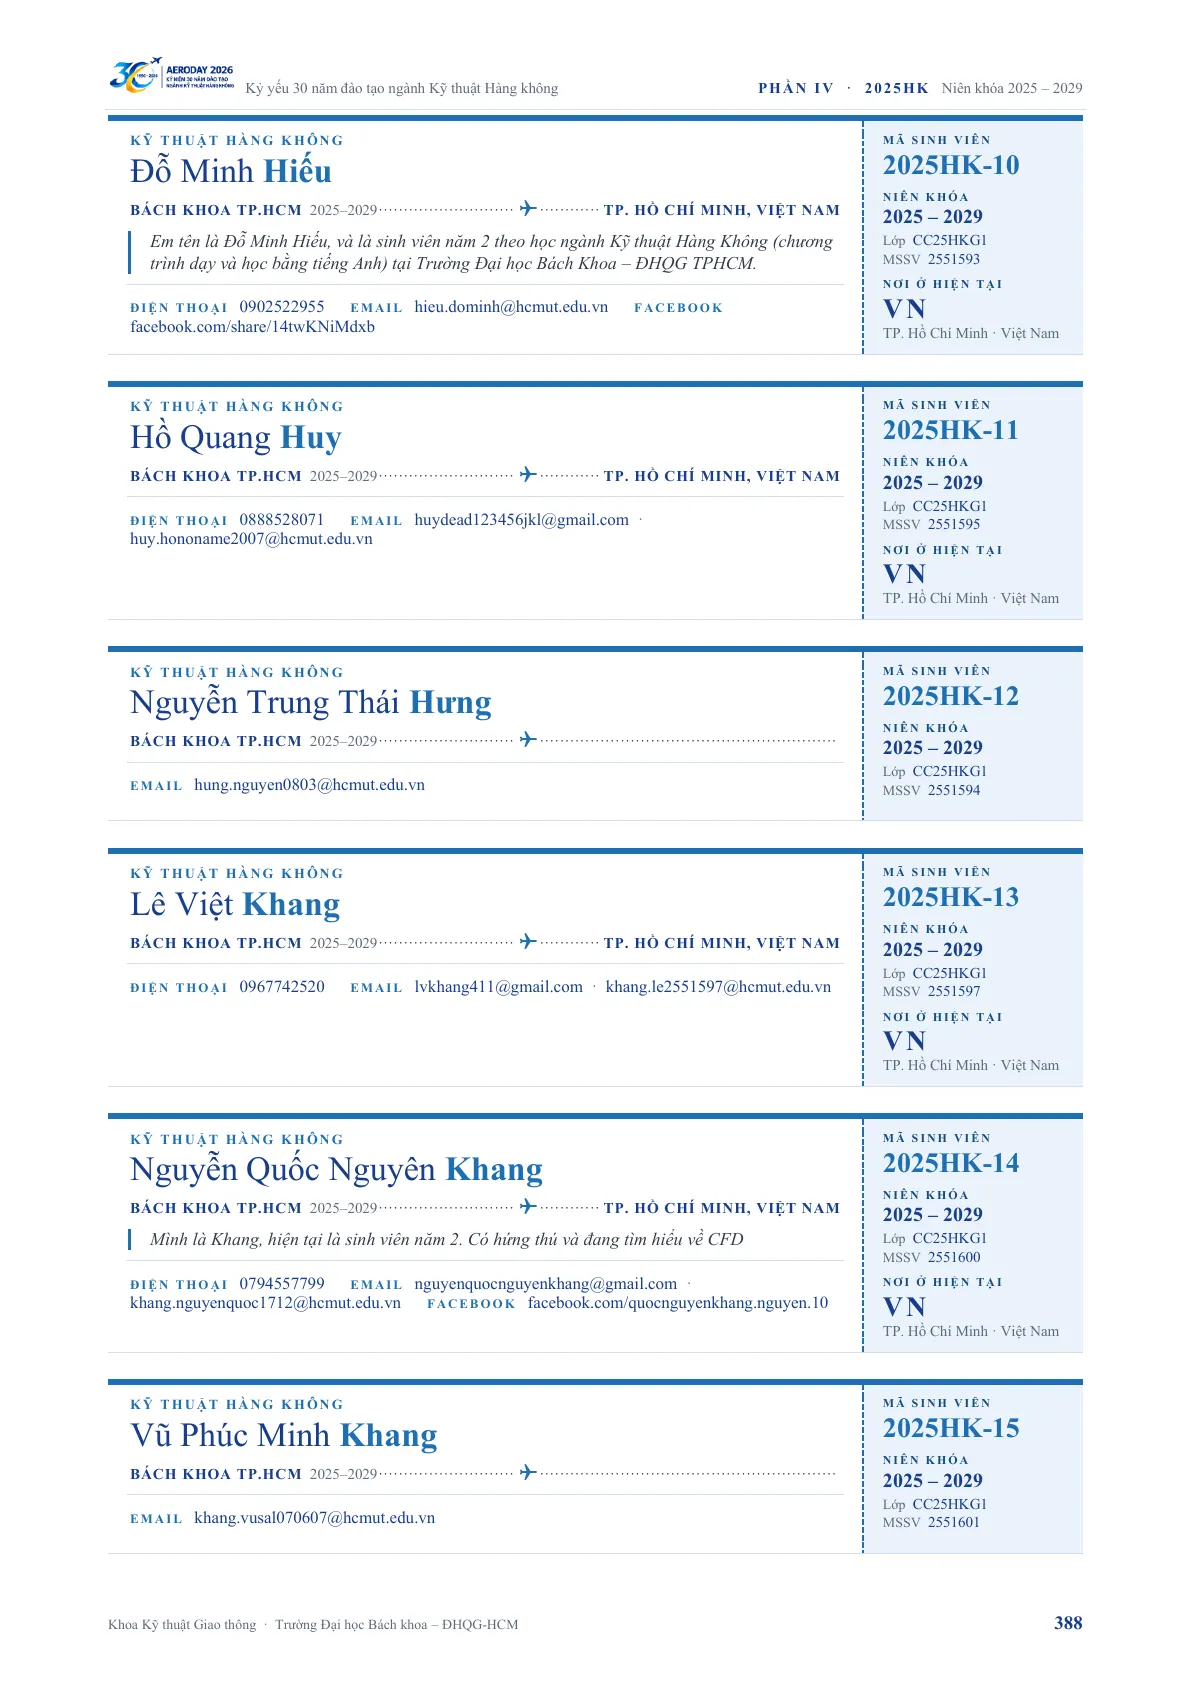 AERODAY 2026
KỶ NIỆM 30 NĂM ĐÀO TẠO
NGÀNH KỸ THUẬT HÀNG KHÔNG
Kỷ yếu 30 năm đào tạo ngành Kỹ thuật Hàng không
PHẦN IV · 2025HK Niên khóa 2025 – 2029
KỸ THUẬT HÀNG KHÔNG
Đỗ Minh Hiếu
BÁCH KHOA TP.HCM 2025–2029 TP. HỒ CHÍ MINH, VIỆT NAM
Em tên là Đỗ Minh Hiếu, và là sinh viên năm 2 theo học ngành Kỹ thuật Hàng Không (chương
trình dạy và học bằng tiếng Anh) tại Trường Đại học Bách Khoa – ĐHQG TPHCM.
ĐIỆN THOẠI 0902522955 EMAIL hieu.dominh@hcmut.edu.vn FACEBOOK
facebook.com/share/14twKNiMdxb
MÃ SINH VIÊN
2025HK-10
NIÊN KHÓA
2025 – 2029
Lớp CC25HKG1
MSSV 2551593
NƠI Ở HIỆN TẠI
VN
TP. Hồ Chí Minh · Việt Nam
KỸ THUẬT HÀNG KHÔNG
Hồ Quang Huy
BÁCH KHOA TP.HCM 2025–2029 TP. HỒ CHÍ MINH, VIỆT NAM
ĐIỆN THOẠI 0888528071 EMAIL huydead123456jkl@gmail.com ·
huy.hononame2007@hcmut.edu.vn
MÃ SINH VIÊN
2025HK-11
NIÊN KHÓA
2025 – 2029
Lớp CC25HKG1
MSSV 2551595
NƠI Ở HIỆN TẠI
VN
TP. Hồ Chí Minh · Việt Nam
KỸ THUẬT HÀNG KHÔNG
Nguyễn Trung Thái Hưng
BÁCH KHOA TP.HCM 2025–2029
EMAIL hung.nguyen0803@hcmut.edu.vn
MÃ SINH VIÊN
2025HK-12
NIÊN KHÓA
2025 – 2029
Lớp CC25HKG1
MSSV 2551594
KỸ THUẬT HÀNG KHÔNG
Lê Việt Khang
BÁCH KHOA TP.HCM 2025–2029 TP. HỒ CHÍ MINH, VIỆT NAM
ĐIỆN THOẠI 0967742520 EMAIL lvkhang411@gmail.com · khang.le2551597@hcmut.edu.vn
MÃ SINH VIÊN
2025HK-13
NIÊN KHÓA
2025 – 2029
Lớp CC25HKG1
MSSV 2551597
NƠI Ở HIỆN TẠI
VN
TP. Hồ Chí Minh · Việt Nam
KỸ THUẬT HÀNG KHÔNG
Nguyễn Quốc Nguyên Khang
BÁCH KHOA TP.HCM 2025–2029 TP. HỒ CHÍ MINH, VIỆT NAM
Mình là Khang, hiện tại là sinh viên năm 2. Có hứng thú và đang tìm hiểu về CFD
ĐIỆN THOẠI 0794557799 EMAIL nguyenquocnguyenkhang@gmail.com ·
khang.nguyenquoc1712@hcmut.edu.vn FACEBOOK facebook.com/quocnguyenkhang.nguyen.10
MÃ SINH VIÊN
2025HK-14
NIÊN KHÓA
2025 – 2029
Lớp CC25HKG1
MSSV 2551600
NƠI Ở HIỆN TẠI
VN
TP. Hồ Chí Minh · Việt Nam
KỸ THUẬT HÀNG KHÔNG
Vũ Phúc Minh Khang
BÁCH KHOA TP.HCM 2025–2029
EMAIL khang.vusal070607@hcmut.edu.vn
MÃ SINH VIÊN
2025HK-15
NIÊN KHÓA
2025 – 2029
Lớp CC25HKG1
MSSV 2551601
Khoa Kỹ thuật Giao thông · Trường Đại học Bách khoa – ĐHQG-HCM
388